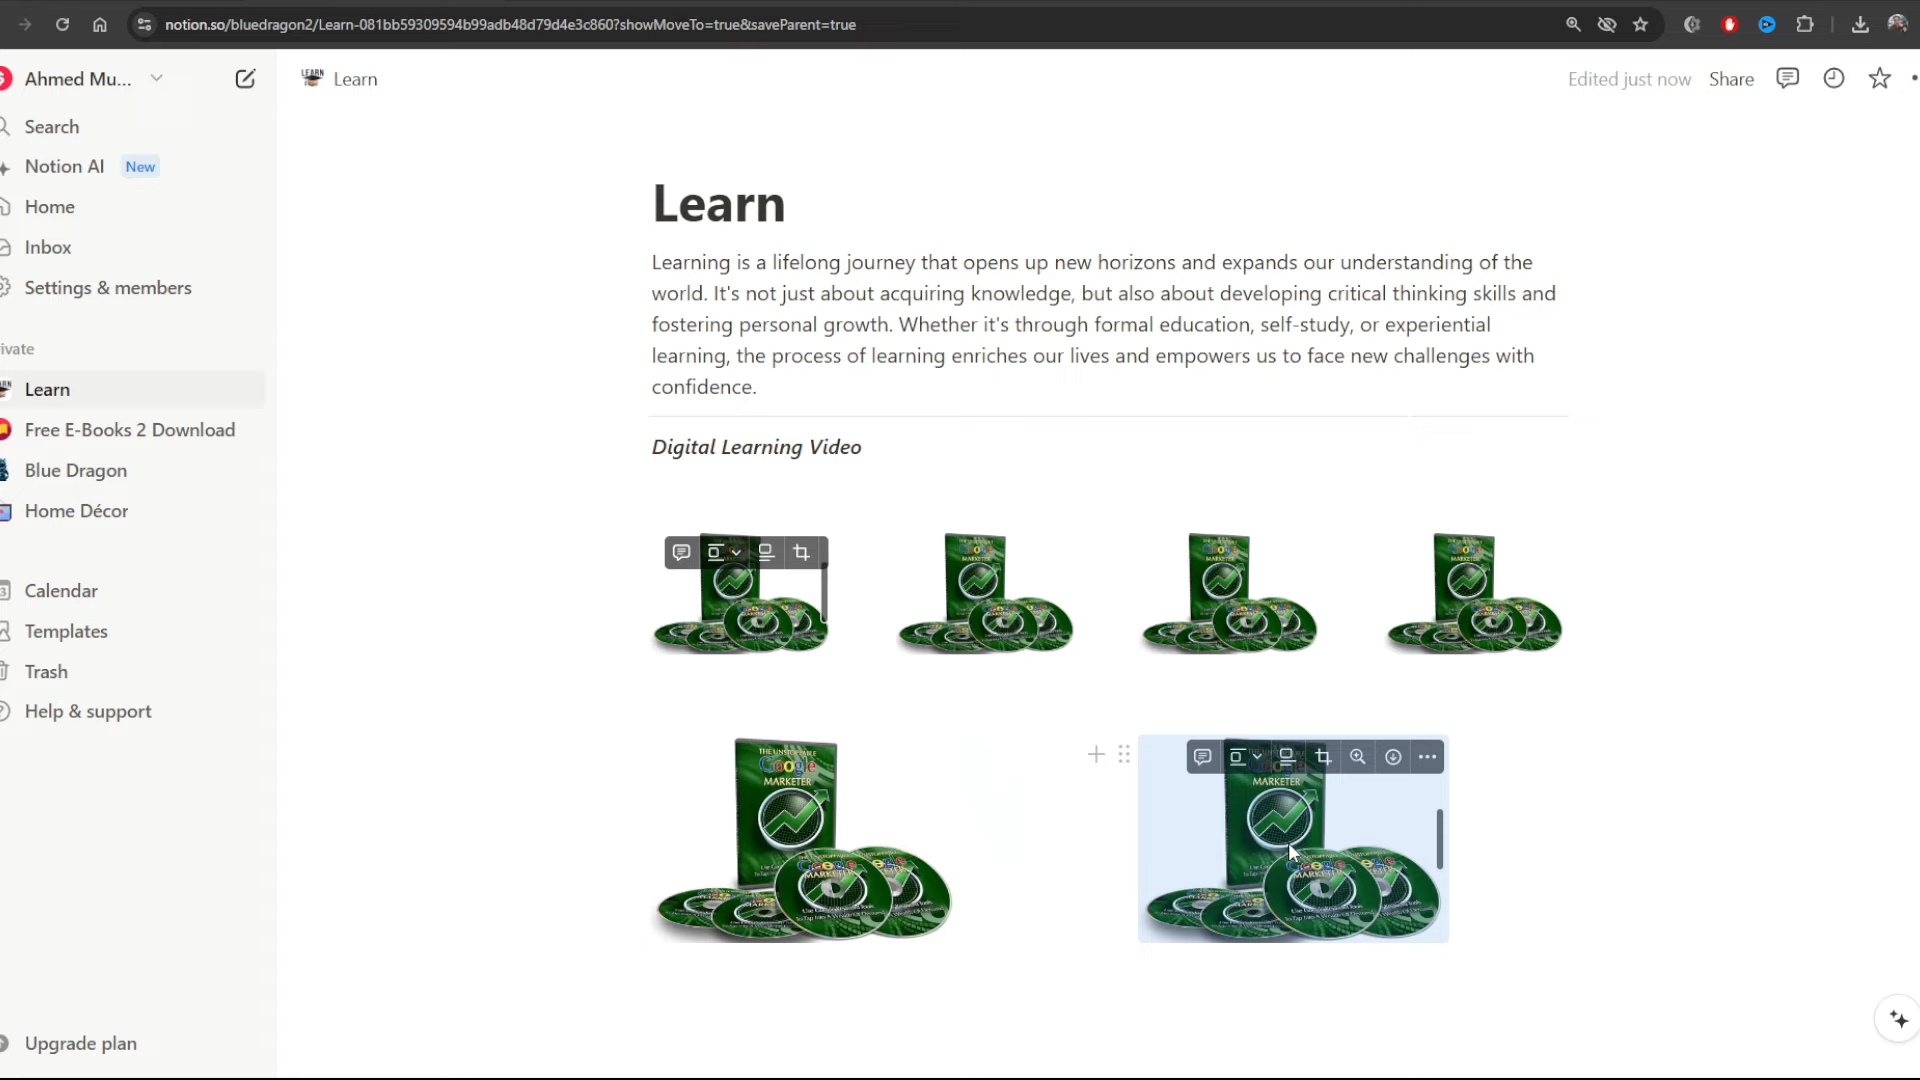 notion.so/bluedragon2/Learn-081bb59309594b99adb48d79d4e3c860?showMoveTo=true&saveParent=true
Ahmed Mu...
Learn
Edited just now
Share
Search
Notion AI New
Home
Inbox
Settings & members
ivate
Learn
Free E-Books 2 Download
Blue Dragon
Home Décor
Calendar
Templates
Trash
Help & support
Upgrade plan
Learn
Learning is a lifelong journey that opens up new horizons and expands our understanding of the
world. It's not just about acquiring knowledge, but also about developing critical thinking skills and
fostering personal growth. Whether it's through formal education, self-study, or experiential
learning, the process of learning enriches our lives and empowers us to face new challenges with
confidence.
Digital Learning Video
THE UNSTOPPABLE
Google
MARKETER
MARKETER